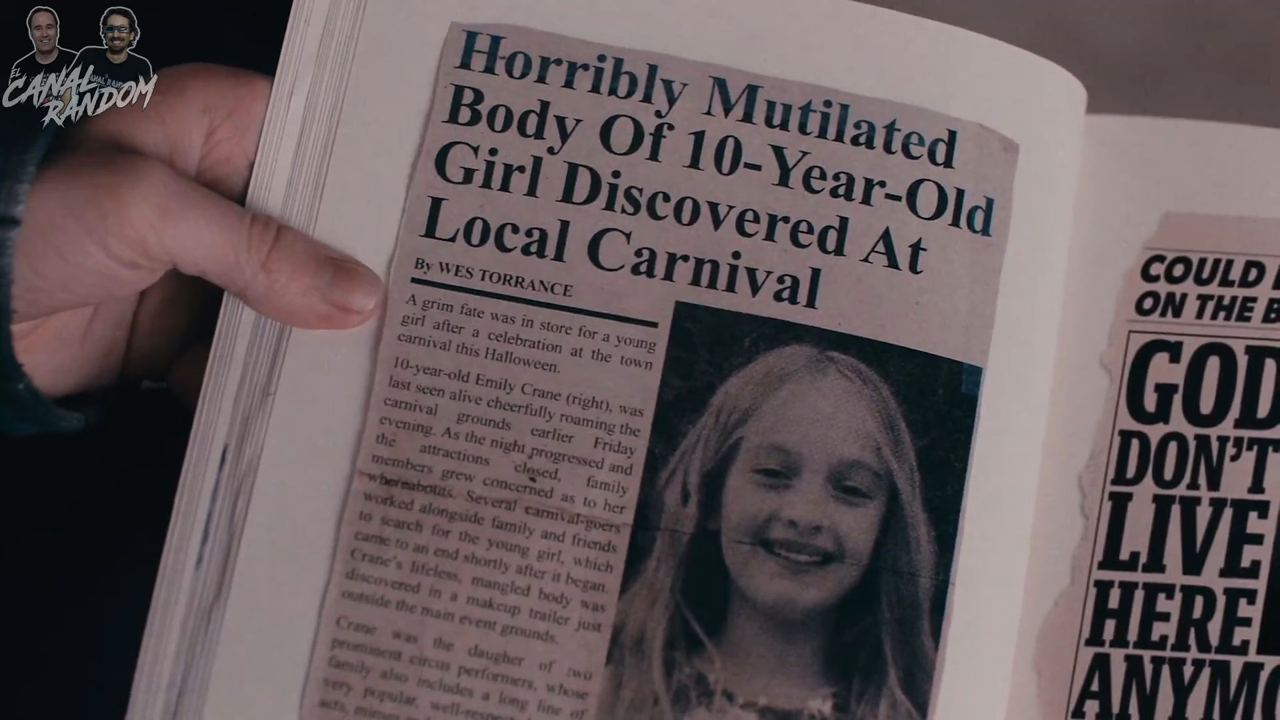 EL
CANAL
RANDOM
Horribly Mutilated
Body Of 10-Year-Old
Girl Discovered At
Local Carnival
By WES TORRANCE
A grim fate was in store for a young
girl after a celebration at the town
carnival this Halloween.
10-year-old Emily Crane (right), was
last seen alive cheerfully roaming the
carnival grounds earlier Friday
evening. As the night progressed and
the attractions closed, family
members grew concerned as to her
whereabouts. Several carnival-goers
worked alongside family and friends
to search for the young girl, which
came to an end shortly after it began.
Crane's lifeless, mangled body was
discovered in a makeup trailer just
outside the main event grounds.
Crane was the daughter of two
prominent circus performers, whose
family also includes a long line of
very popular,
acts,
COULD
ON THE
GOD
DON'T
LIVE
HERE